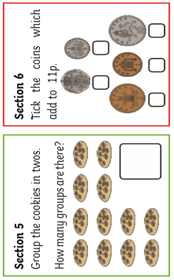 Section 5
Group the cookies in twos.
How many groups are there?
Section 6
Tick the coins which
add to 11p.